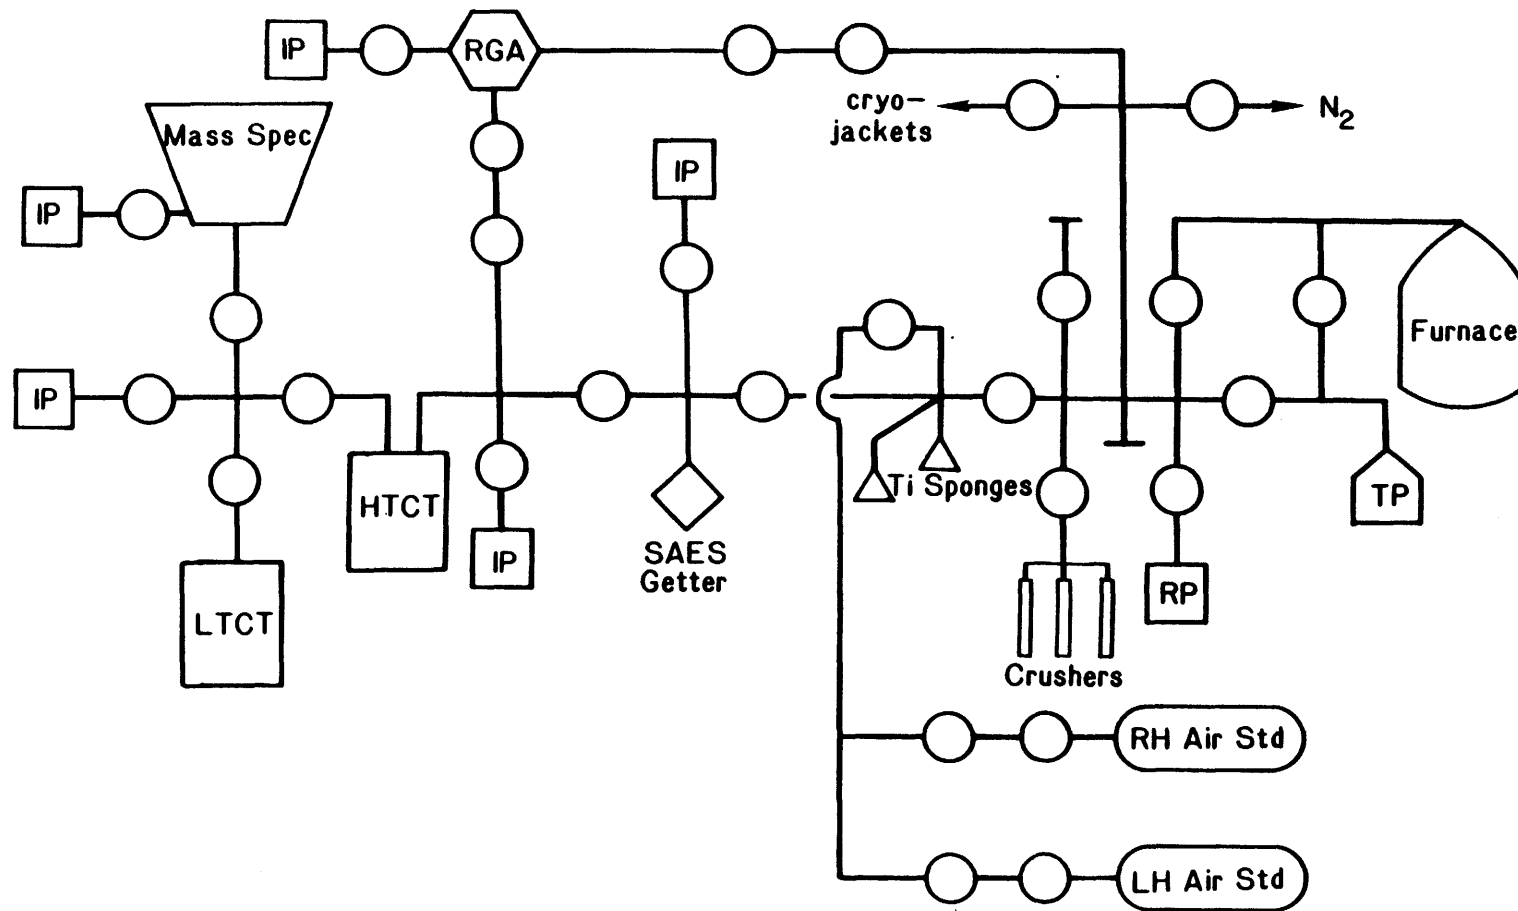 IP
RGA
cryo-
jackets
N2
Mass Spec
IP
IP
IP
Furnace
HTCT
Ti Sponges
TP
IP
SAES
Getter
LTCT
RP
Crushers
RH Air Std
LH Air Std